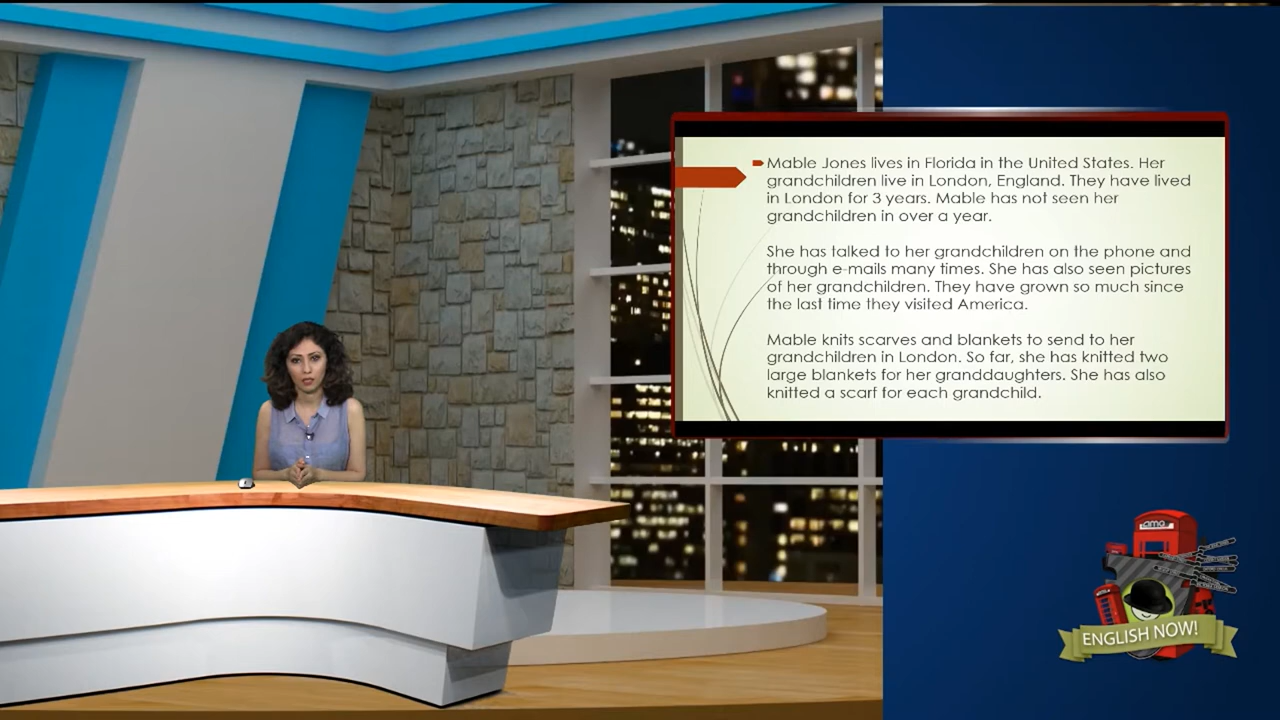 Mable Jones lives in Florida in the United States. Her
grandchildren live in London, England. They have lived
in London for 3 years. Mable has not seen her
grandchildren in over a year.
She has talked to her grandchildren on the phone and
through e-mails many times. She has also seen pictures
of her grandchildren. They have grown so much since
the last time they visited America.
Mable knits scarves and blankets to send to her
grandchildren in London. So far, she has knitted two
large blankets for her granddaughters. She has also
knitted a scarf for each grandchild.
ENGLISH NOW!